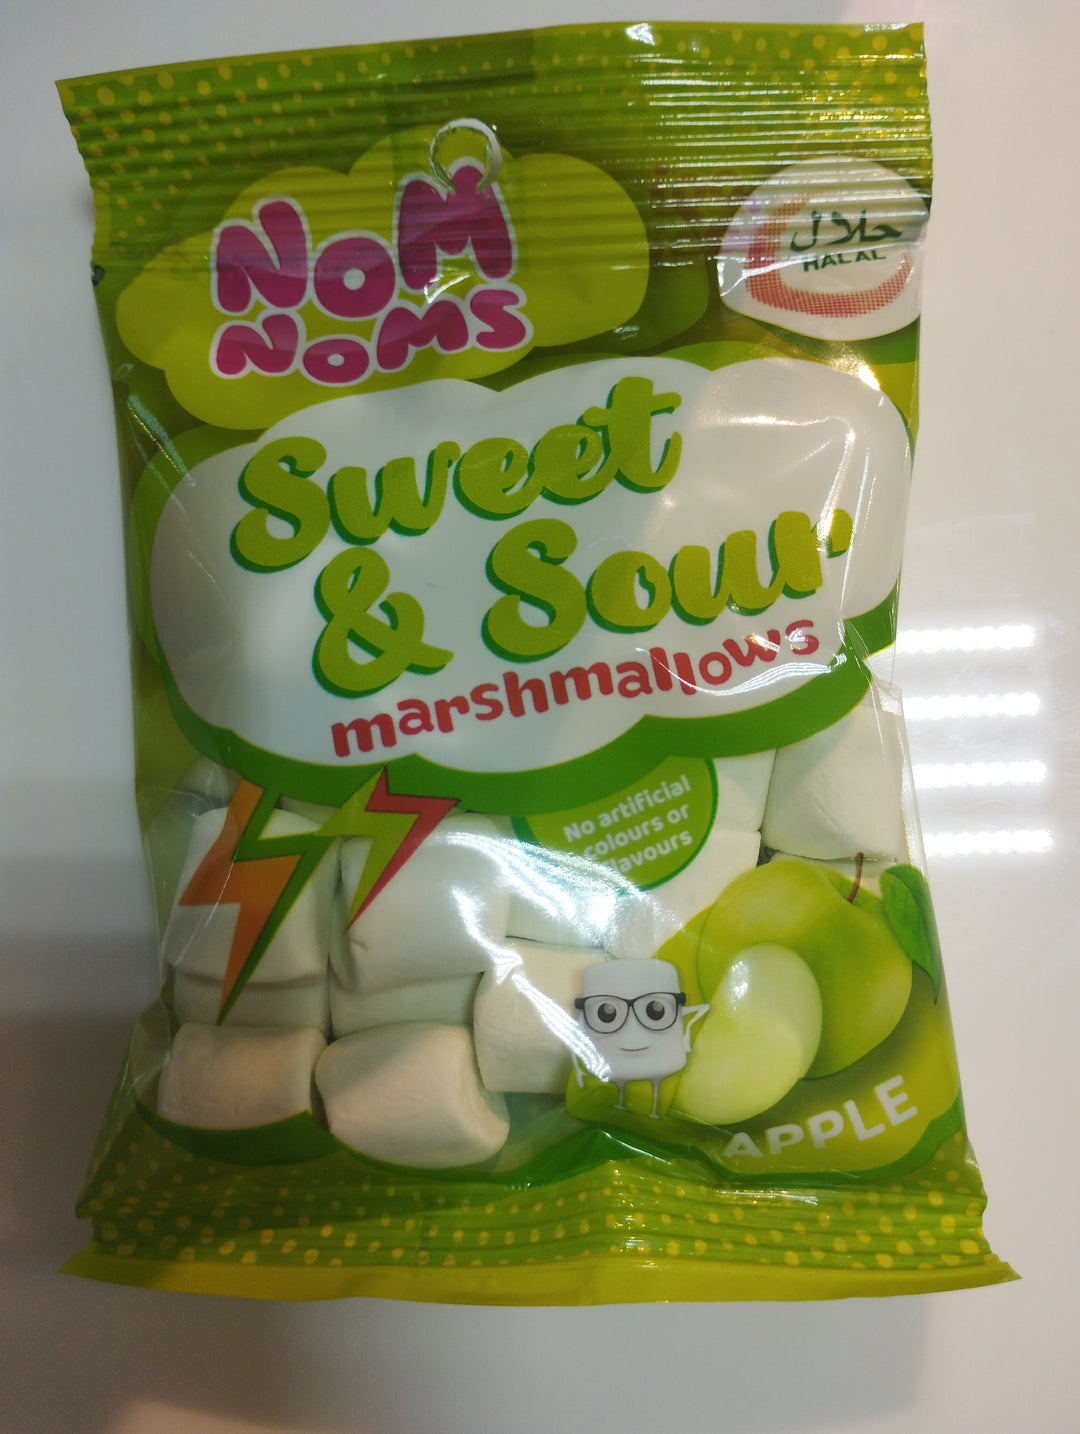 NOM
NOMS
حلال
HALAL
Sweet
& Sour
marshmallows
No artificial
colours or
flavours
APPLE